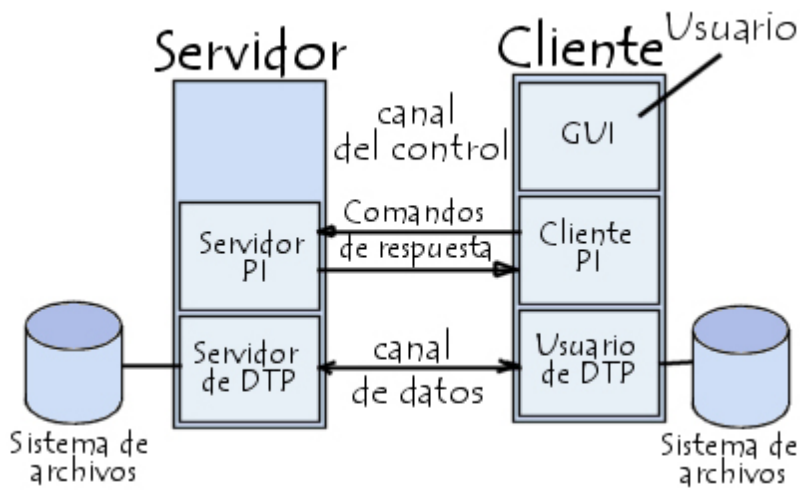 Servidor
Cliente
Usuario
canal
del control
GUI
Comandos
de respuesta
Servidor
PI
Cliente
PI
Servidor
de DTP
canal
de datos
Usuario
de DTP
Sistema de
archivos
Sistema de
archivos